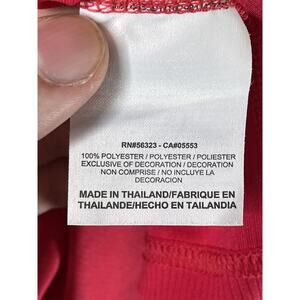 RN#56323 - CA#05553
100% POLYESTER / POLYESTER / POLIESTER
EXCLUSIVE OF DECORATION / DECORATION
NON COMPRISE / NO INCLUYE LA
DECORACION
MADE IN THAILAND/FABRIQUE EN
THAILANDE/HECHO EN TAILANDIA